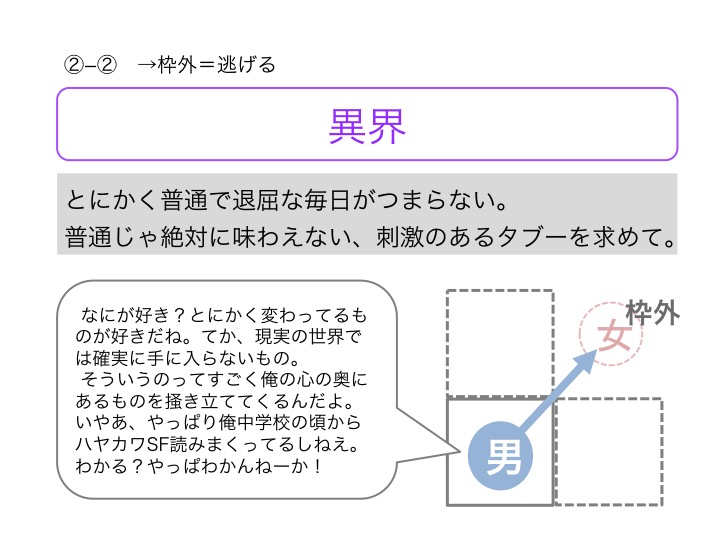 ②−②　→枠外＝逃げる
異界
とにかく普通で退屈な毎日がつまらない。
普通じゃ絶対に味わえない、刺激のあるタブーを求めて。
なにが好き？とにかく変わってるも
のが好きだね。てか、現実の世界で
は確実に手に入らないもの。
そういうのってすごく俺の心の奥に
あるものを掻き立ててくるんだよ。
いやあ、やっぱり俺中学校の頃から
ハヤカワSF読みまくってるしねえ。
わかる？やっぱわかんねーか！
枠外
女
男